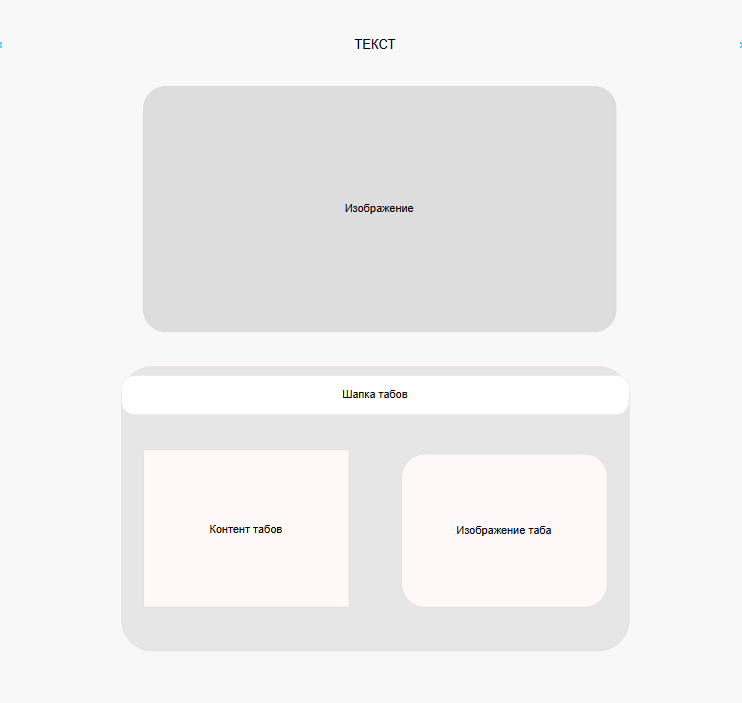 ТЕКСТ
Изображение
Шапка табов
Контент табов
Изображение таба